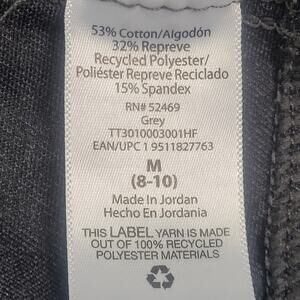 53% Cotton/Algodón
32% Repreve
Recycled Polyester/
Poliéster Repreve Reciclado
15% Spandex
RN# 52469
Grey
TT3010003001HF
EAN/UPC 1 9511827763
M
(8-10)
Made In Jordan
Hecho En Jordania
THIS LABEL YARN IS MADE
OUT OF 100% RECYCLED
POLYESTER MATERIALS